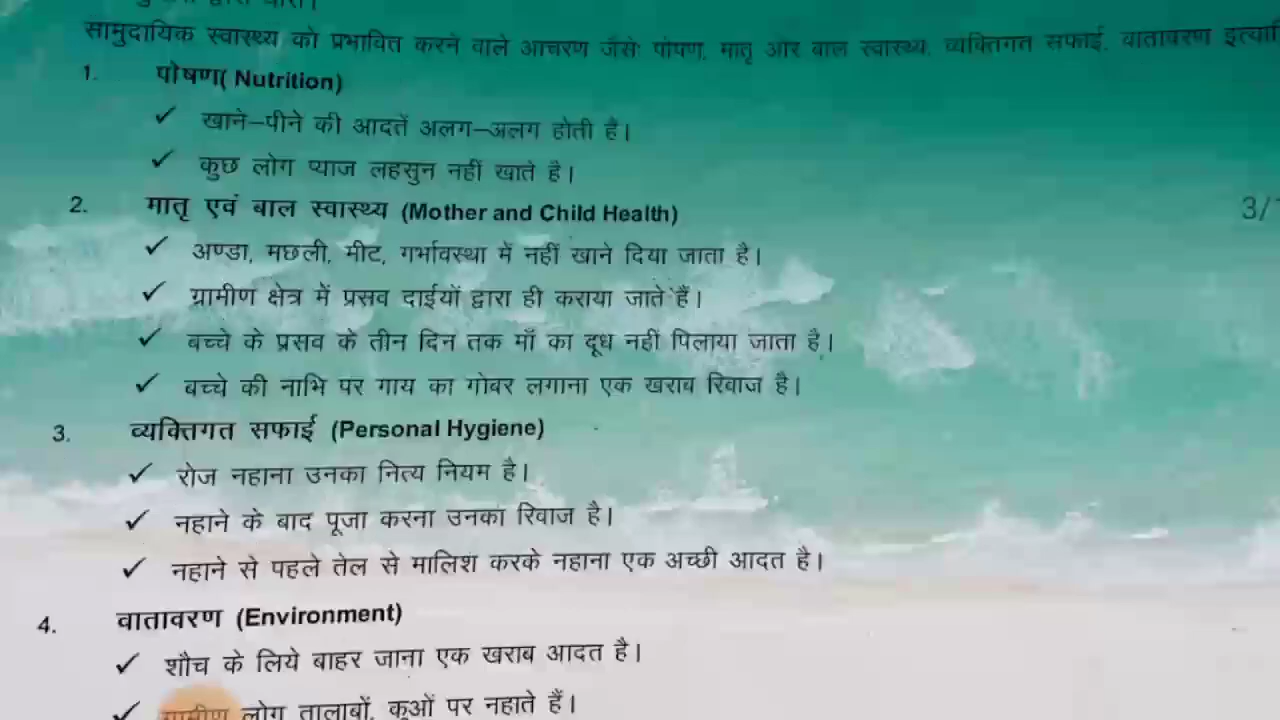 द्वारा
सामुदायिक स्वास्थ्य को प्रभावित करने वाले आचरण जैसेः पोषण, मातृ और बाल स्वास्थ्य, व्यक्तिगत सफाई, वातावरण
1. पोषण( Nutrition)
✓ खाने–पीने की आदतें अलग–अलग होती है।
✓ कुछ लोग प्याज लहसुन नहीं खाते है।
2. मातृ एवं बाल स्वास्थ्य (Mother and Child Health)
3/
✓ अण्डा, मछली, मीट, गर्भावस्था में नहीं खाने दिया जाता है।
✓ ग्रामीण क्षेत्र में प्रसव दाईयों द्वारा ही कराया जाते हैं।
✓ बच्चे के प्रसव के तीन दिन तक माँ का दूध नहीं पिलाया जाता है।
✓ बच्चे की नाभि पर गाय का गोबर लगाना एक खराब रिवाज है।
3. व्यक्तिगत सफाई (Personal Hygiene)
✓ रोज नहाना उनका नित्य नियम है।
✓ नहाने के बाद पूजा करना उनका रिवाज है।
✓ नहाने से पहले तेल से मालिश करके नहाना एक अच्छी आदत है।
4. वातावरण (Environment)
✓ शौच के लिये बाहर जाना एक खराब आदत है।
✓ ग्रामीण लोग तालाबों, कुओं पर नहाते हैं।